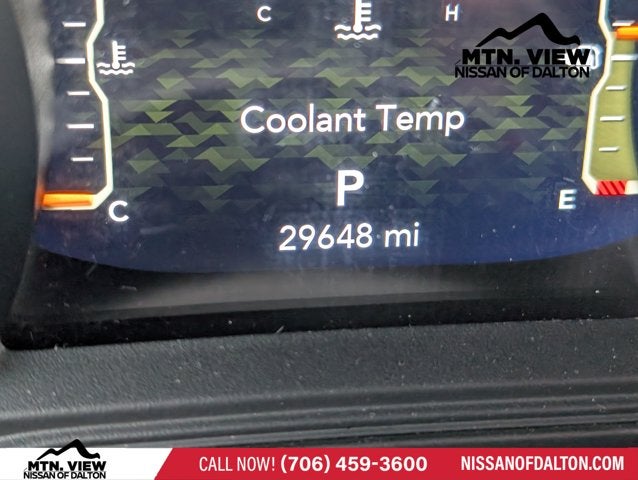 C H
MTN. VIEW
NISSAN OF DALTON
Coolant Temp
P
C E
29648 mi
MTN. VIEW
NISSAN OF DALTON
CALL NOW! (706) 459-3600
NISSANOFDALTON.COM